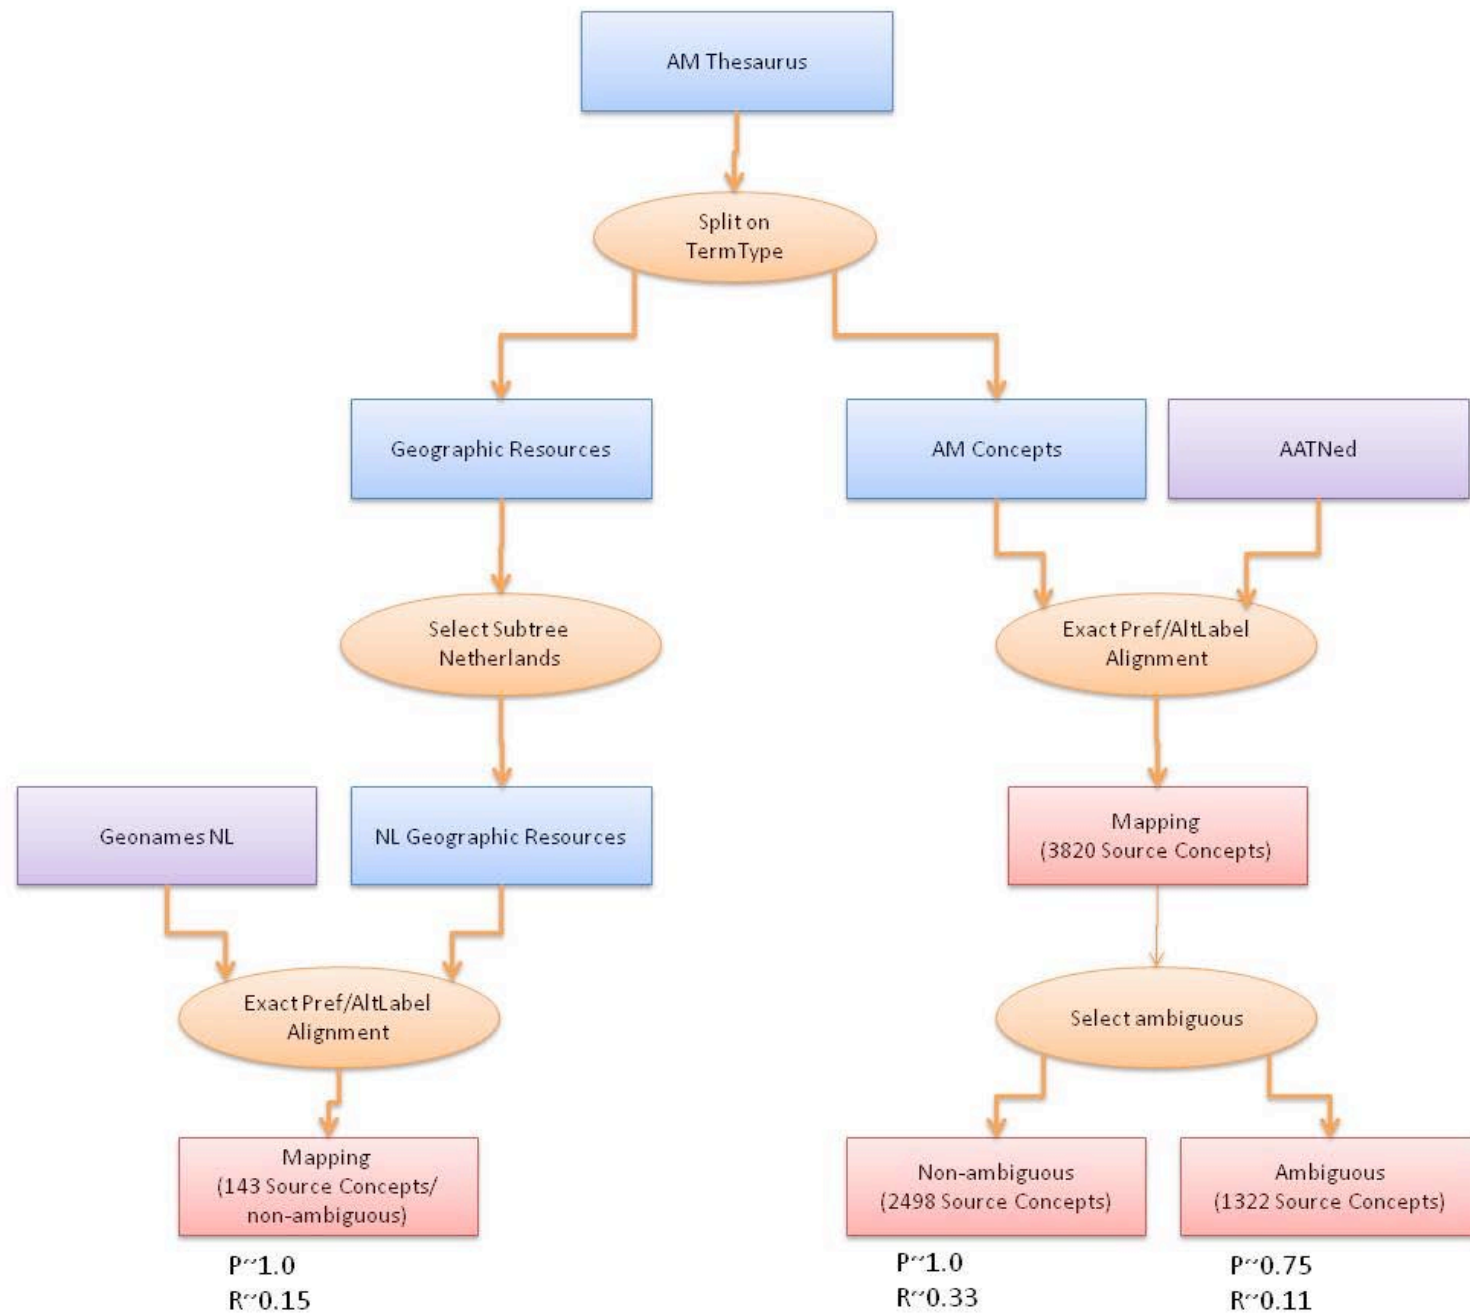 AM Thesaurus
Split on
TermType
Geographic Resources
AM Concepts
AATNed
Select Subtree
Netherlands
Exact Pref/AltLabel
Alignment
Geonames NL
NL Geographic Resources
Mapping
(3820 Source Concepts)
Exact Pref/AltLabel
Alignment
Select ambiguous
Mapping
(143 Source Concepts/
non-ambiguous)
Non-ambiguous
(2498 Source Concepts)
Ambiguous
(1322 Source Concepts)
P~1.0
R~0.15
P~1.0
R~0.33
P~0.75
R~0.11